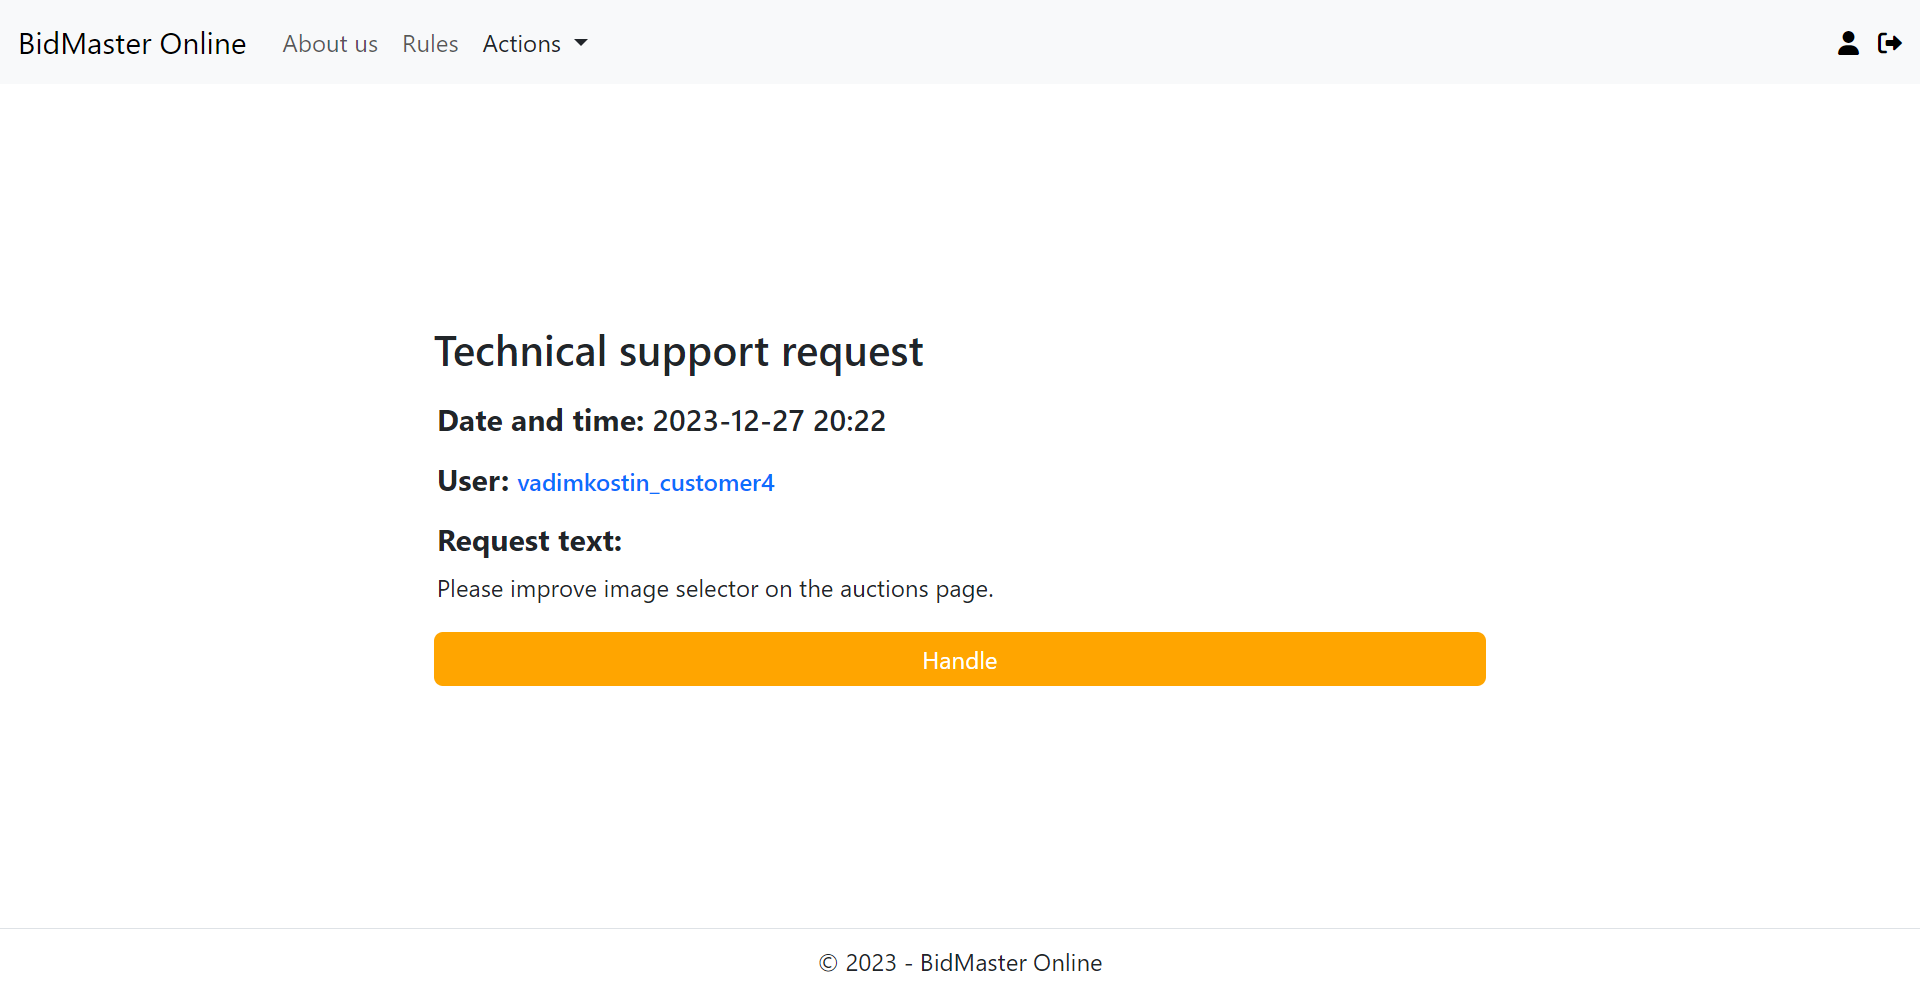 BidMaster Online About us Rules Actions
Technical support request
Date and time: 2023-12-27 20:22
User: vadimkostin_customer4
Request text:
Please improve image selector on the auctions page.
Handle
© 2023 - BidMaster Online